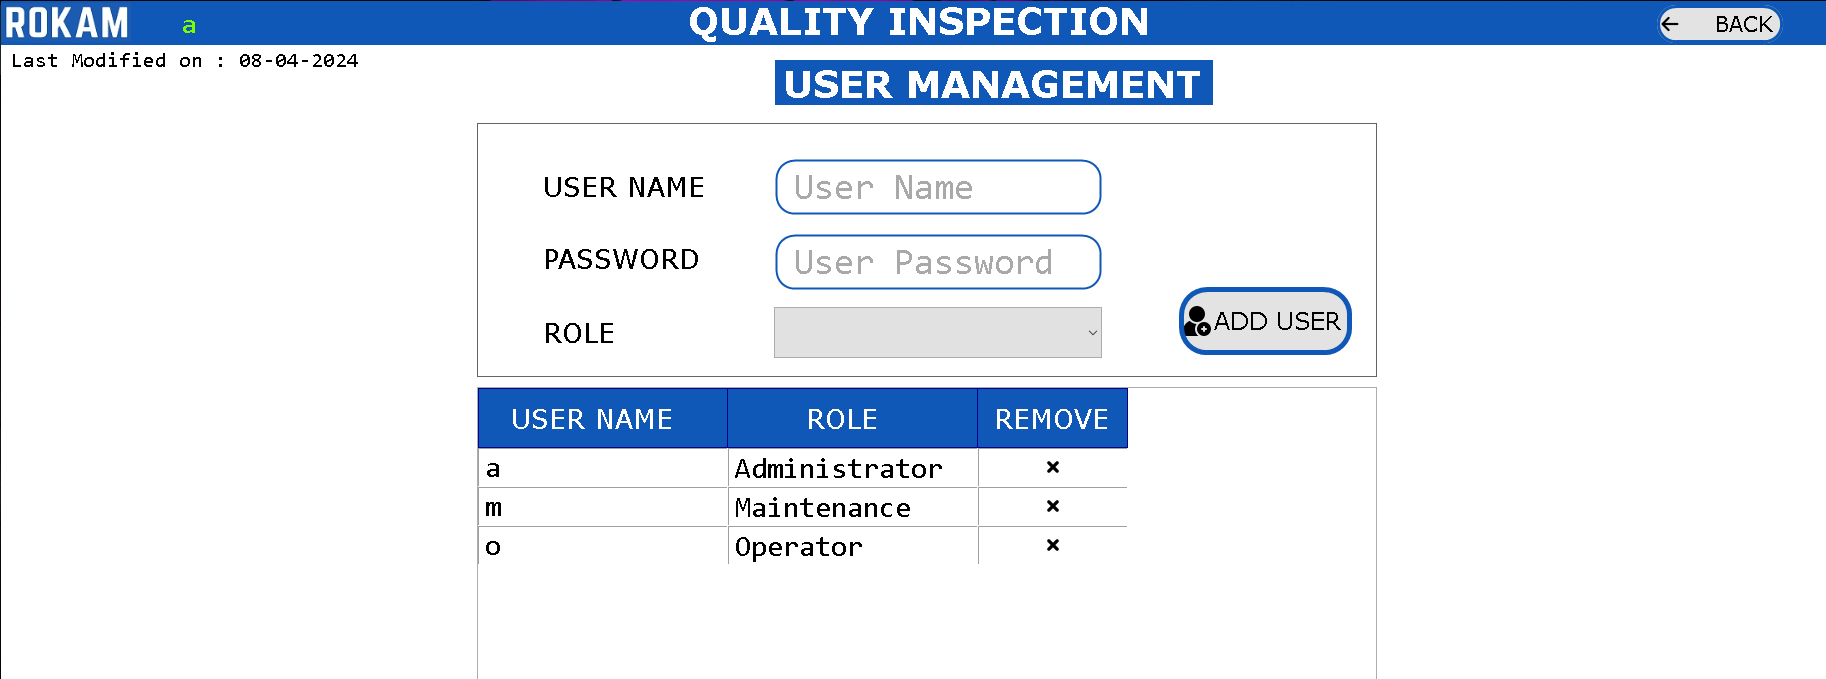 ROKAM a QUALITY INSPECTION BACK
Last Modified on : 08-04-2024
USER MANAGEMENT
USER NAME User Name
PASSWORD User Password
ROLE
ADD USER
USER NAME ROLE REMOVE
a Administrator ×
m Maintenance ×
o Operator ×